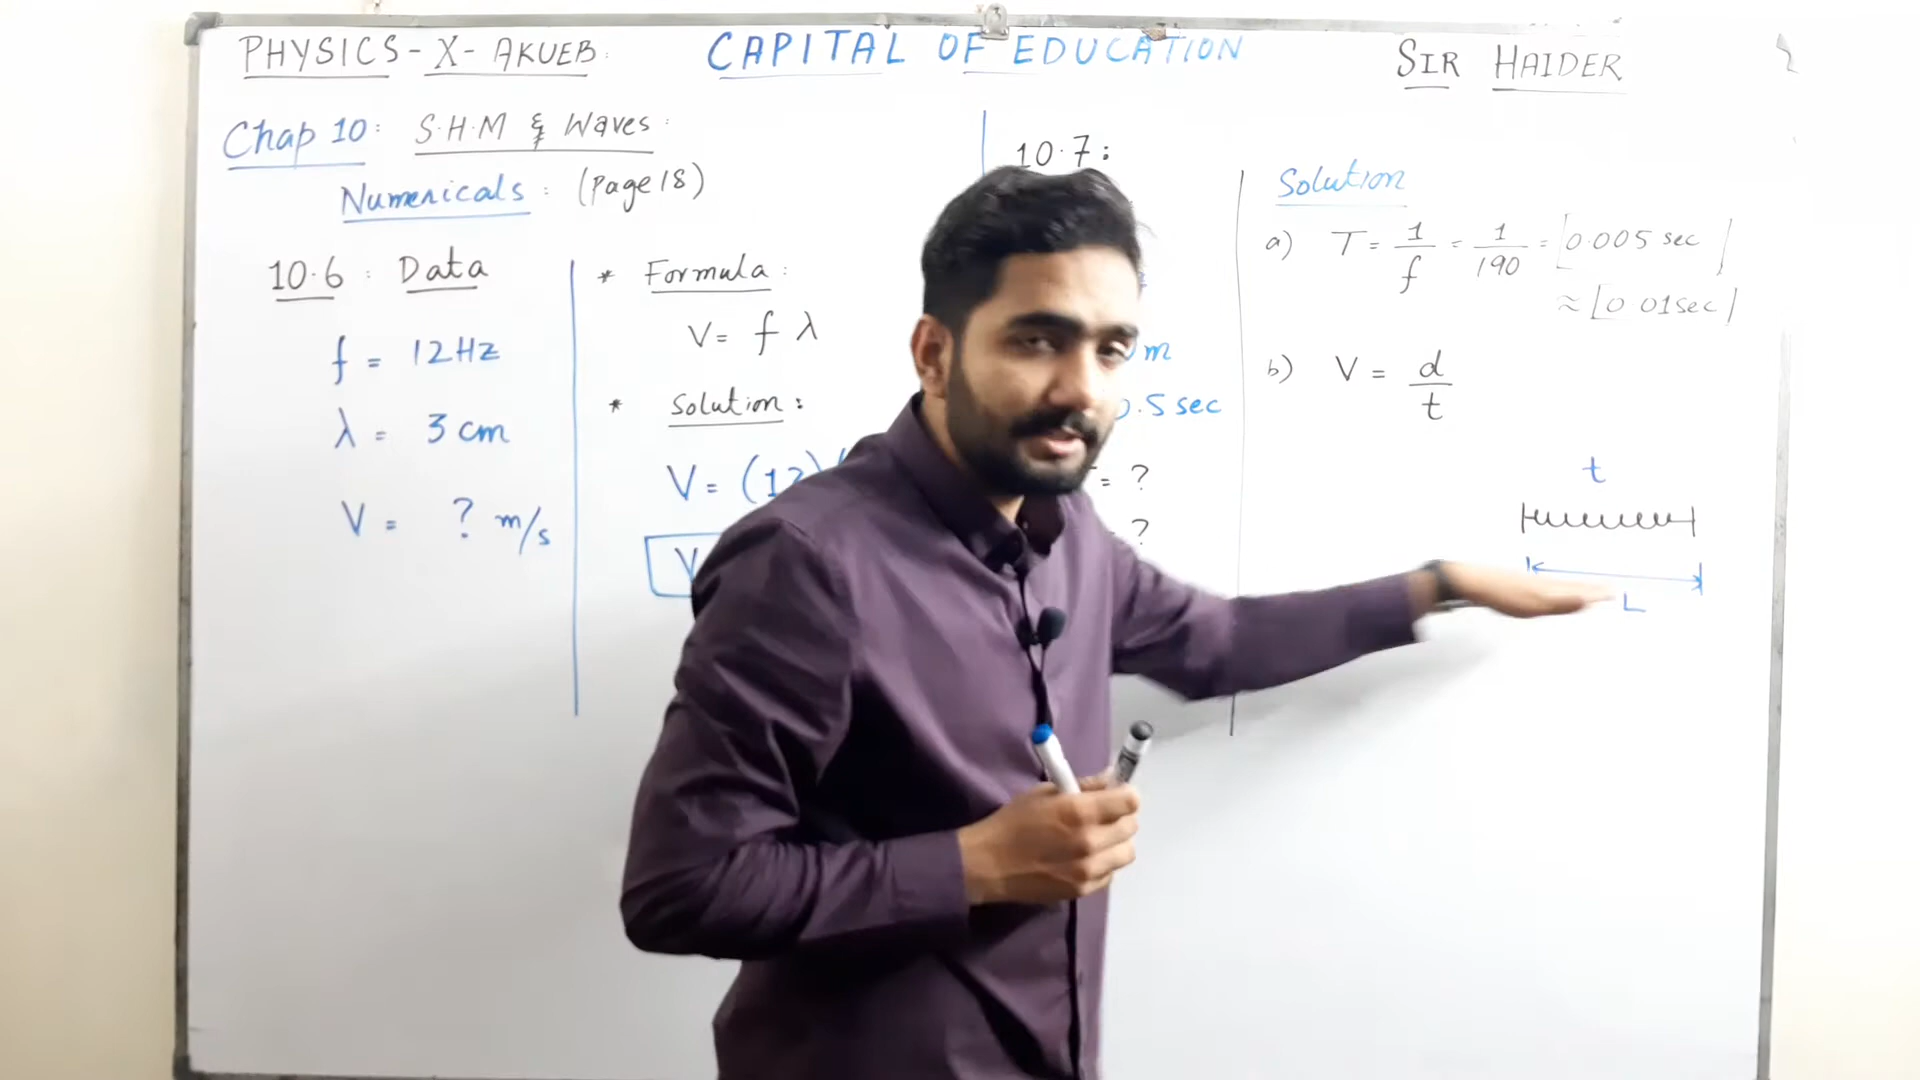 PHYSICS - X - AKUEB:
CAPITAL OF EDUCATION
SIR HAIDER
Chap 10: S.H.M & Waves:
Numericals: (Page 18)
10.6: Data
f = 12Hz
λ = 3 cm
V = ? m/s
* Formula:
V = f λ
* Solution:
V = (12)
V
10.7:
m
.5 sec
= ?
?
Solution
a) T = 1/f = 1/190 = [0.005 sec]
≈ [0.01 sec]
b) V = d/t
t
L